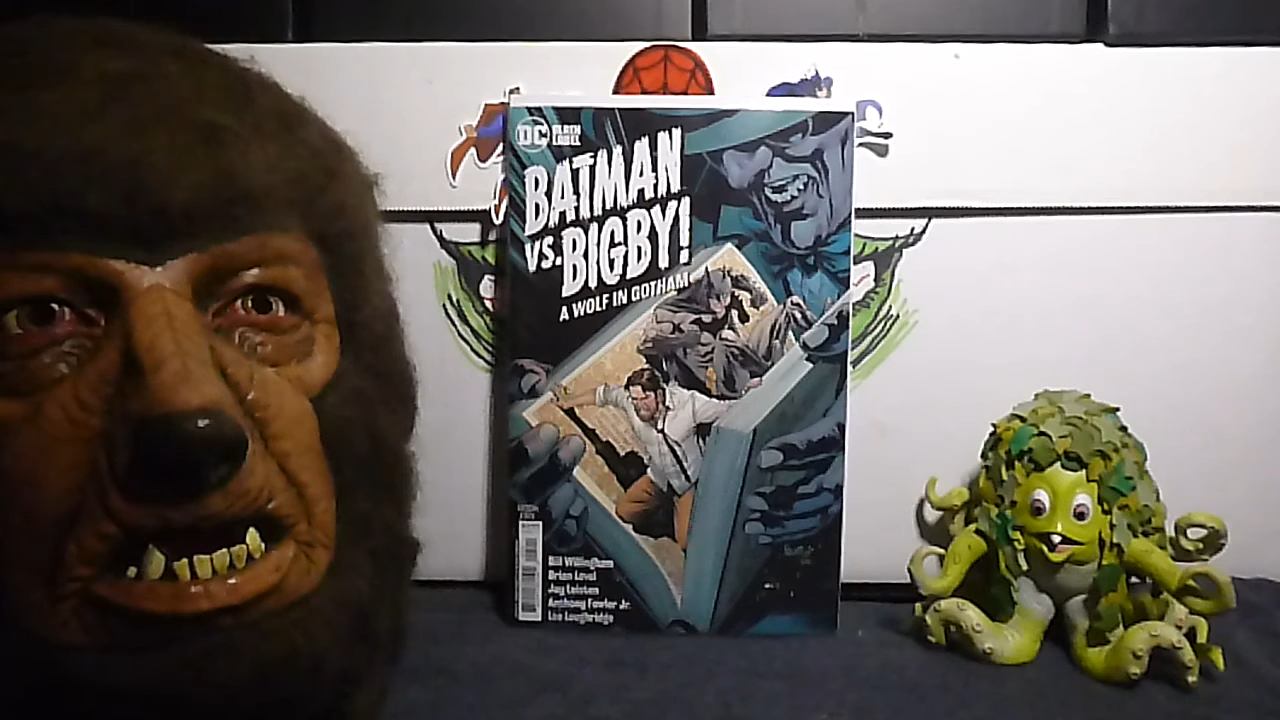 DC BLACK
LABEL
BATMAN
VS. BIGBY!
A WOLF IN GOTHAM
Bill Willingham
Brian Level
Jay Leisten
Anthony Fowler Jr.
Lee Loughridge